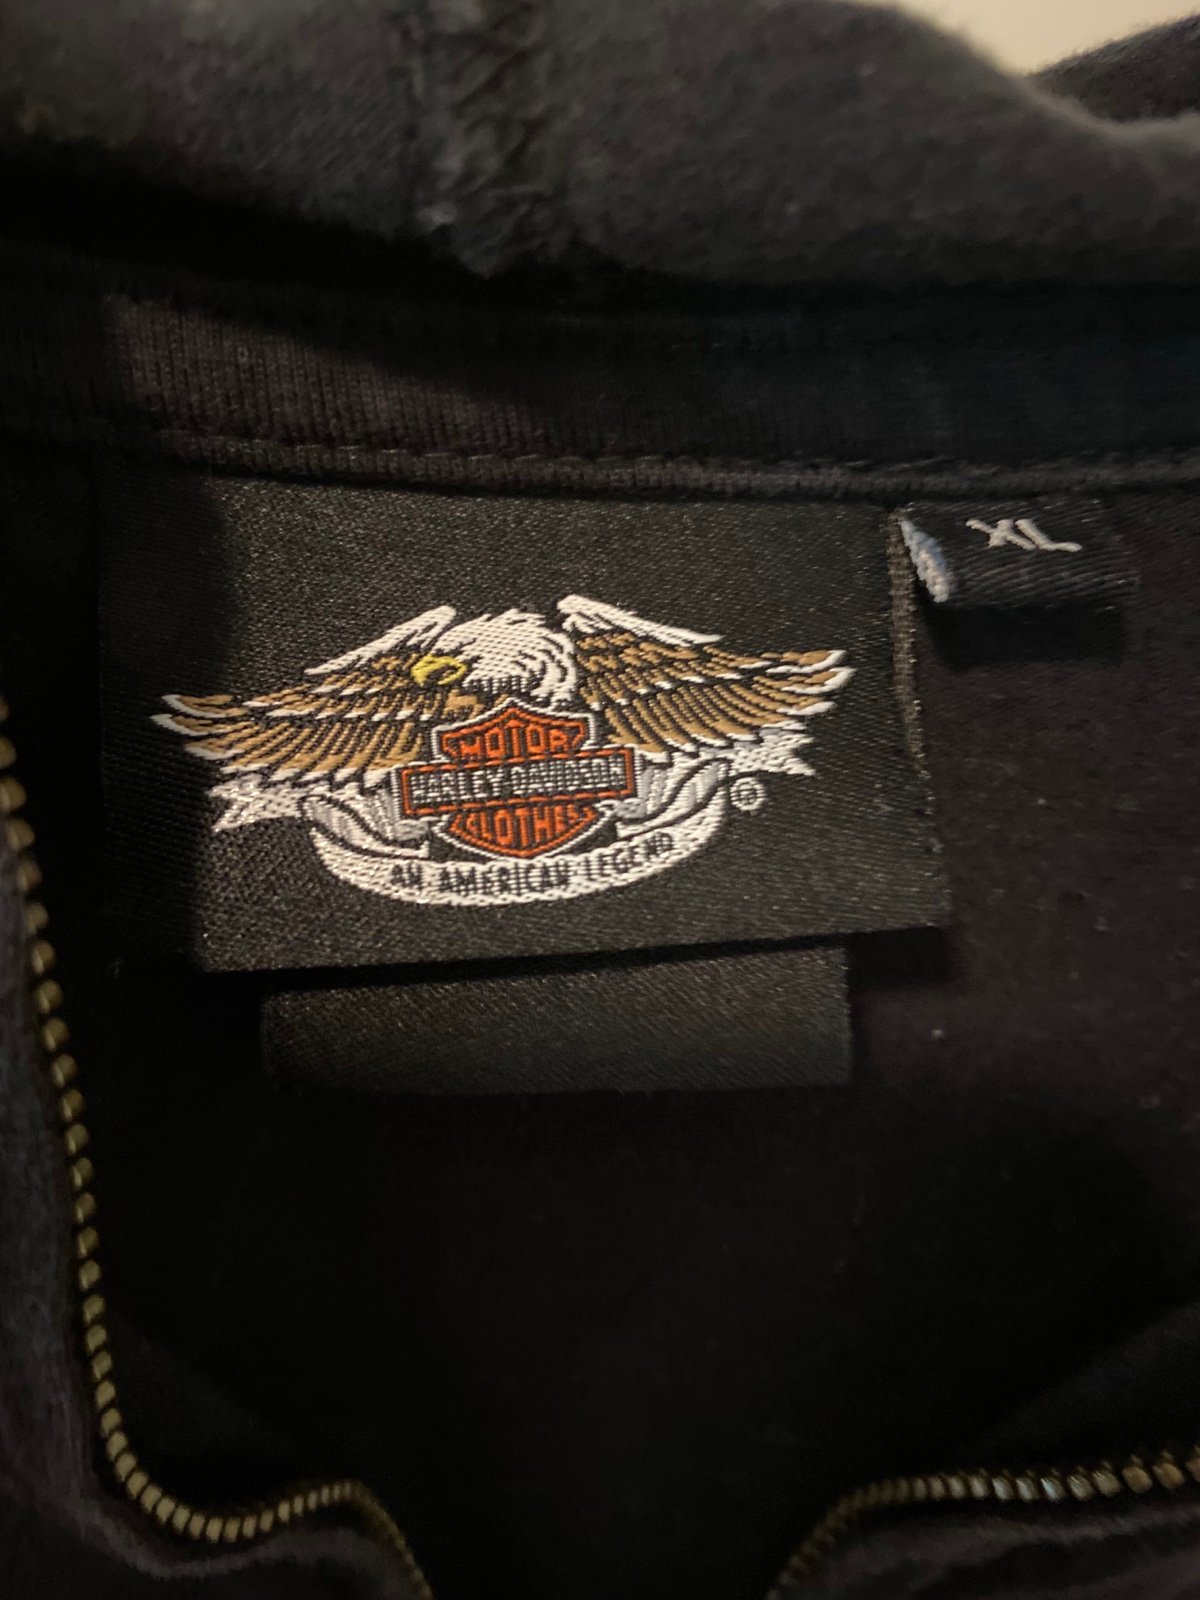 XL
MOTOR
HARLEY-DAVIDSON
CLOTHES
®
AN AMERICAN LEGEND